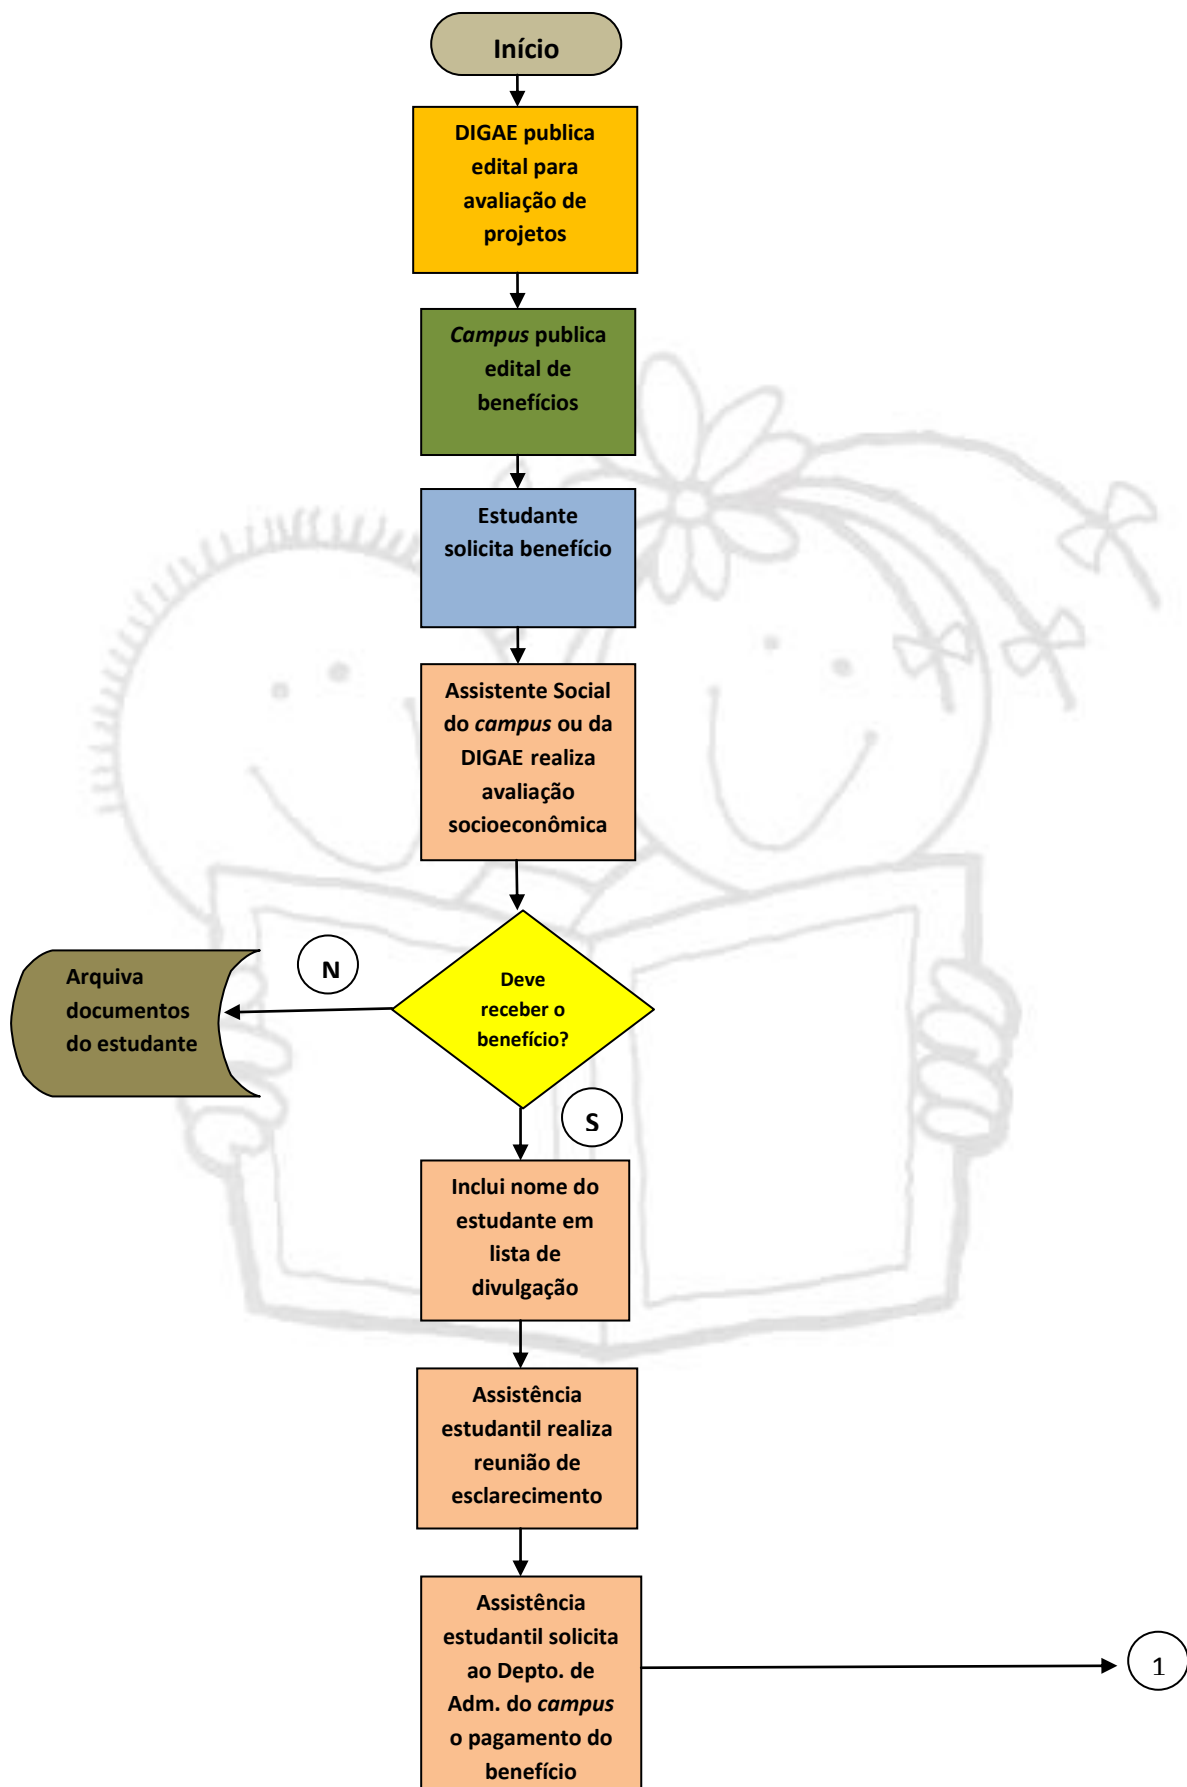 Início
DIGAE publica
edital para
avaliação de
projetos
Campus publica
edital de
benefícios
Estudante
solicita benefício
Assistente Social
do campus ou da
DIGAE realiza
avaliação
socioeconômica
Deve
receber o
benefício?
N
Arquiva
documentos
do estudante
S
Inclui nome do
estudante em
lista de
divulgação
Assistência
estudantil realiza
reunião de
esclarecimento
Assistência
estudantil solicita
ao Depto. de
Adm. do campus
o pagamento do
benefício
1